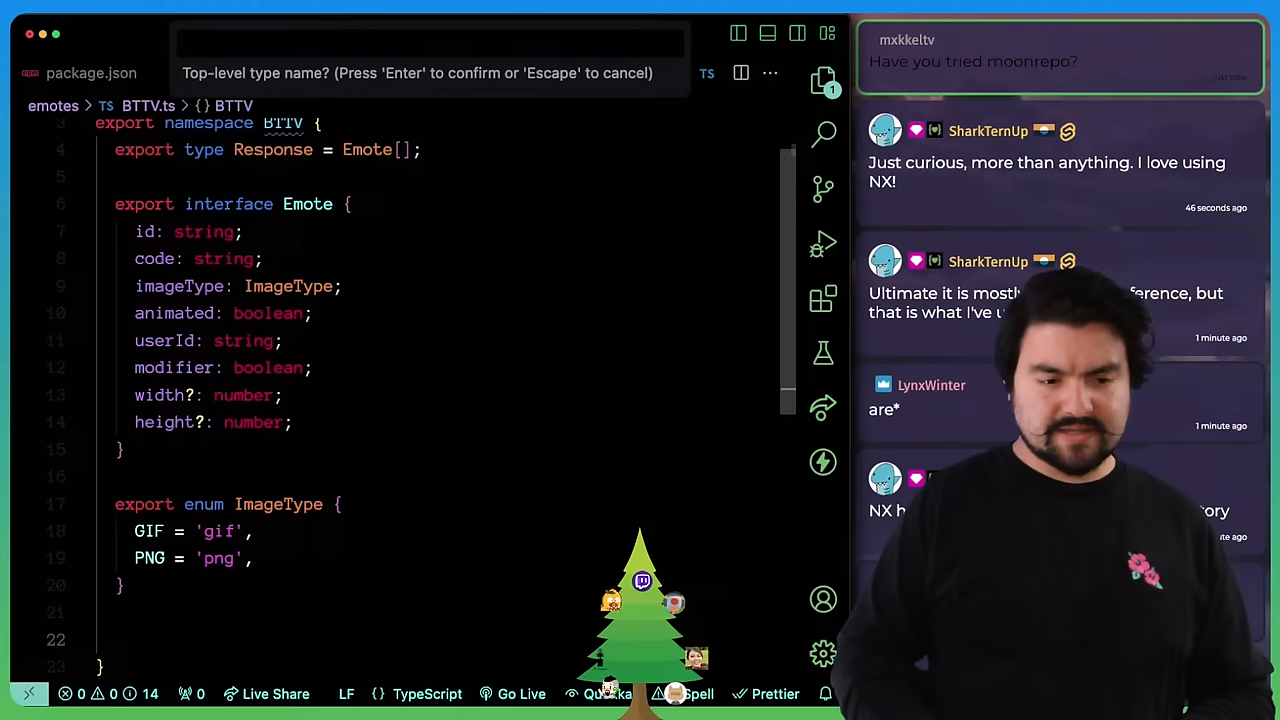 package.json
Top-level type name? (Press 'Enter' to confirm or 'Escape' to cancel)
TS
1
emotes > TS BTTV.ts > {} BTTV
3 export namespace BTTV {
4 export type Response = Emote[];
5
6 export interface Emote {
7 id: string;
8 code: string;
9 imageType: ImageType;
10 animated: boolean;
11 userId: string;
12 modifier: boolean;
13 width?: number;
14 height?: number;
15 }
16
17 export enum ImageType {
18 GIF = 'gif',
19 PNG = 'png',
20 }
21
22
23 }
0 0 14 0 Live Share LF {} TypeScript Go Live Spell Prettier
mxkkeltv
Have you tried moonrepo?
just now
SharkTernUp
Just curious, more than anything. I love using
NX!
46 seconds ago
SharkTernUp
Ultimate it is mostly ference, but
that is what I've
1 minute ago
LynxWinter
are*
1 minute ago
NX